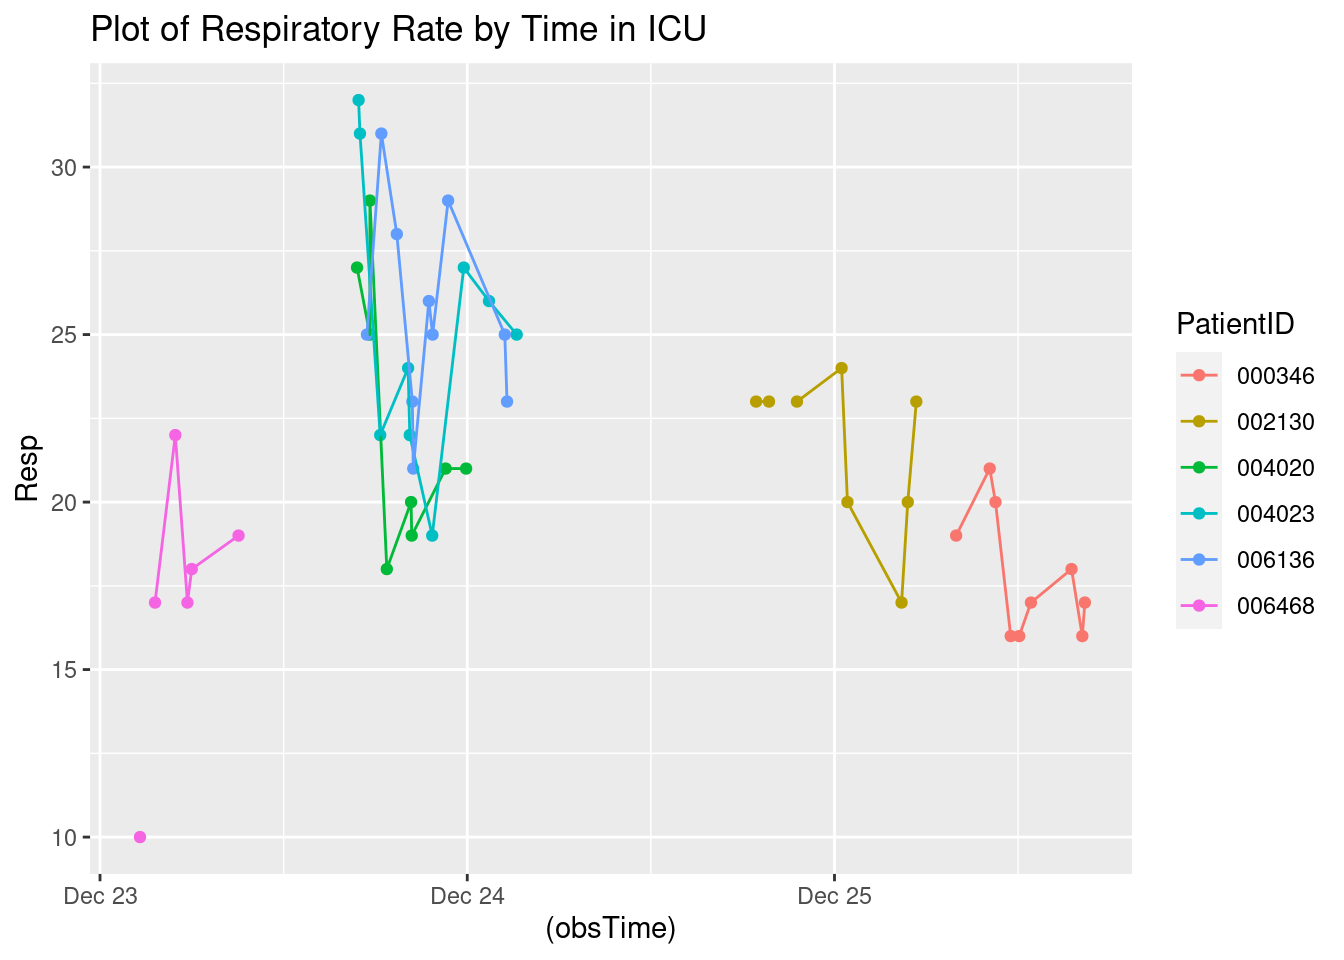 Plot of Respiratory Rate by Time in ICU
Resp
30
25
20
15
10
Dec 23
Dec 24
Dec 25
(obsTime)
PatientID
000346
002130
004020
004023
006136
006468